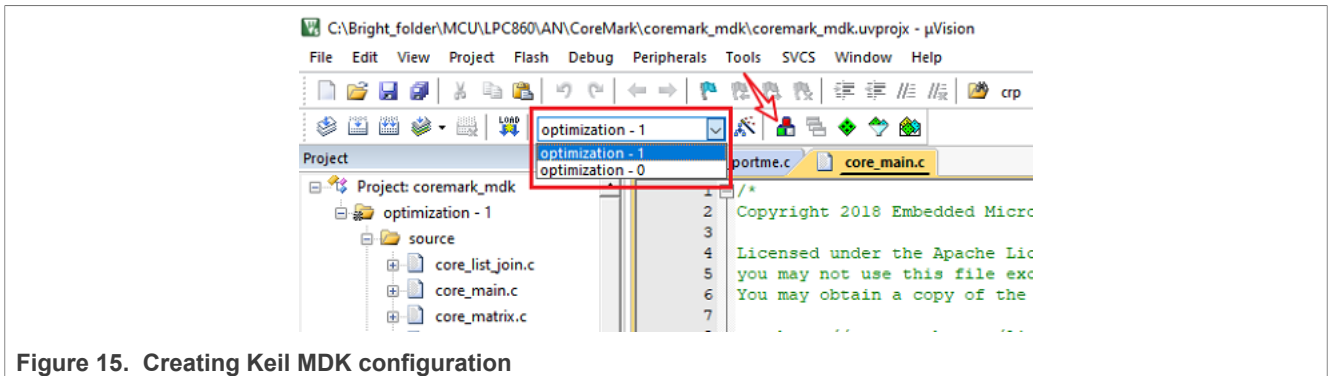 C:\Bright_folder\MCU\LPC860\AN\CoreMark\coremark_mdk\coremark_mdk.uvprojx - µVision
File Edit View Project Flash Debug Peripherals Tools SVCS Window Help
crp
LOAD optimization - 1
optimization - 1
optimization - 0
Project
portme.c core_main.c
Project: coremark_mdk
optimization - 1
source
core_list_join.c
core_main.c
core_matrix.c
1 /*
2 Copyright 2018 Embedded Micro
3
4 Licensed under the Apache Lic
5 you may not use this file exc
6 You may obtain a copy of the
7
Figure 15. Creating Keil MDK configuration